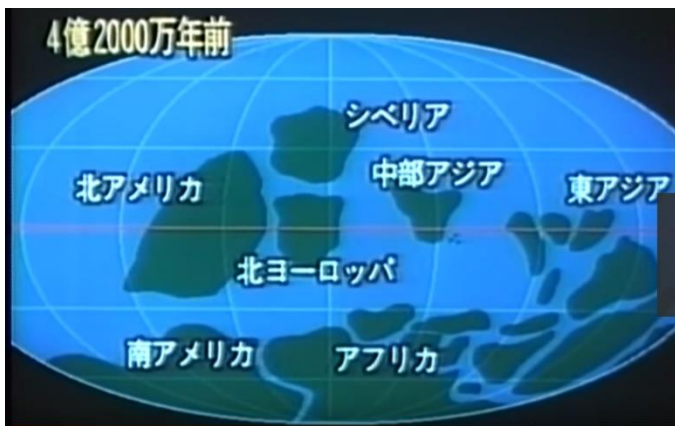 4億2000万年前
シベリア
中部アジア
北アメリカ
東アジア
北ヨーロッパ
南アメリカ
アフリカ